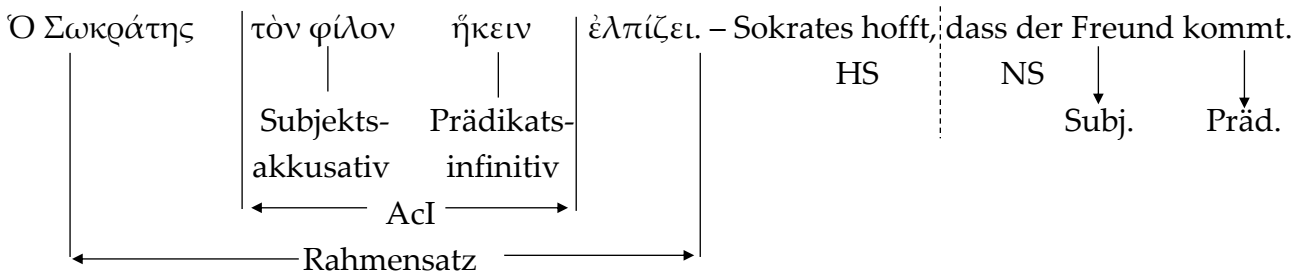 Ὁ Σωκράτης τὸν φίλον ἥκειν ἐλπίζει. – Sokrates hofft, dass der Freund kommt.
HS NS
Subjekts- Prädikats- Subj. Präd.
akkusativ infinitiv
AcI
Rahmensatz